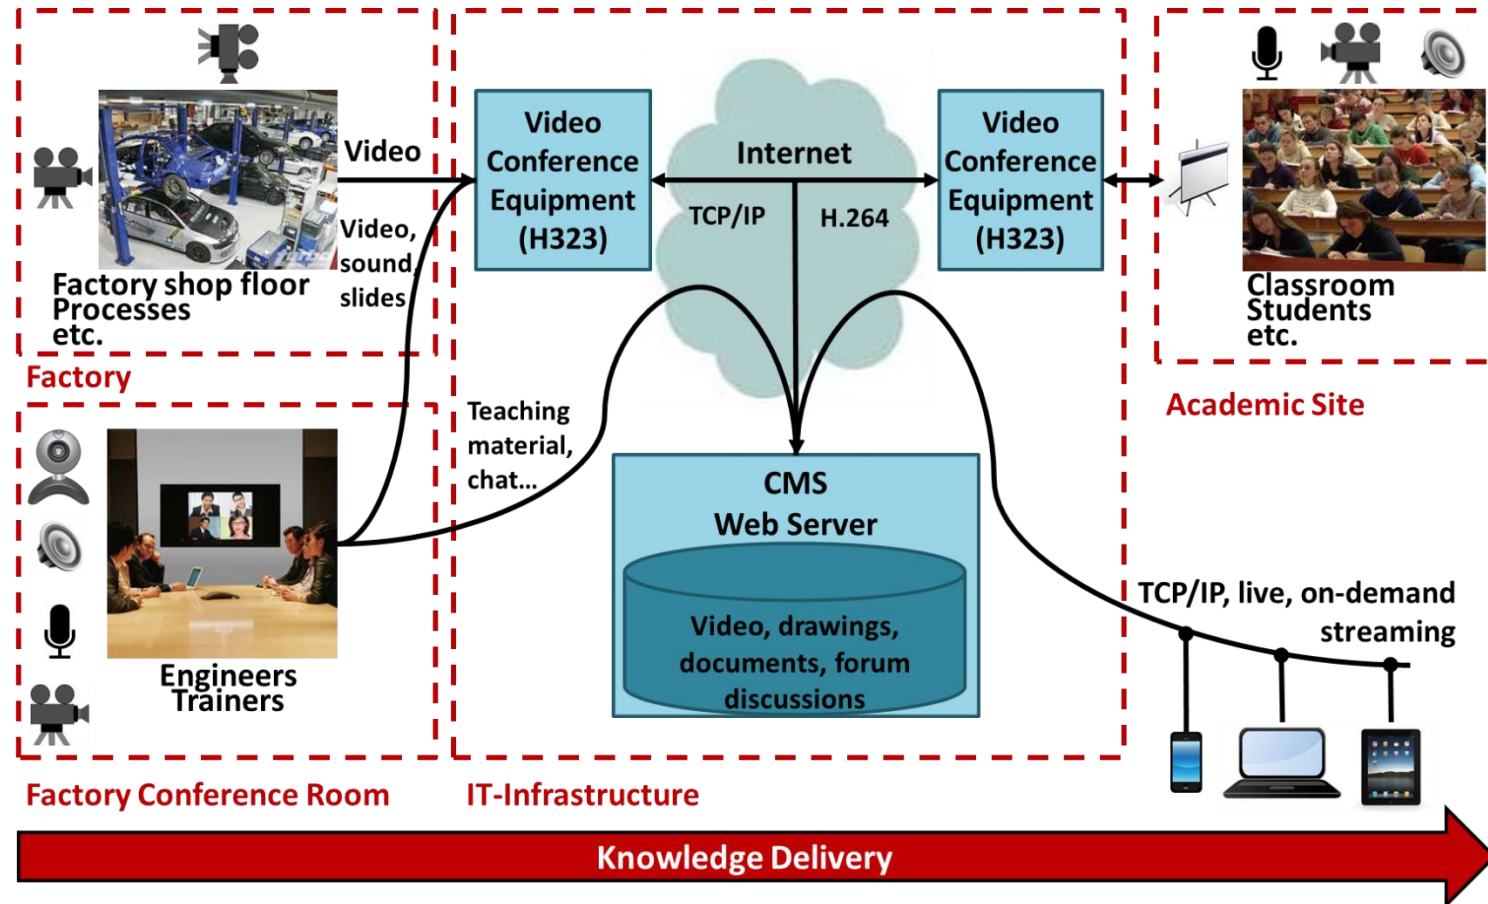 Video
Video,
sound,
slides
Factory shop floor
Processes
etc.
Factory
Engineers
Trainers
Factory Conference Room
Video
Conference
Equipment
(H323)
Internet
TCP/IP
H.264
Video
Conference
Equipment
(H323)
Teaching
material,
chat...
CMS
Web Server
Video, drawings,
documents, forum
discussions
IT-Infrastructure
Classroom
Students
etc.
Academic Site
TCP/IP, live, on-demand
streaming
Knowledge Delivery